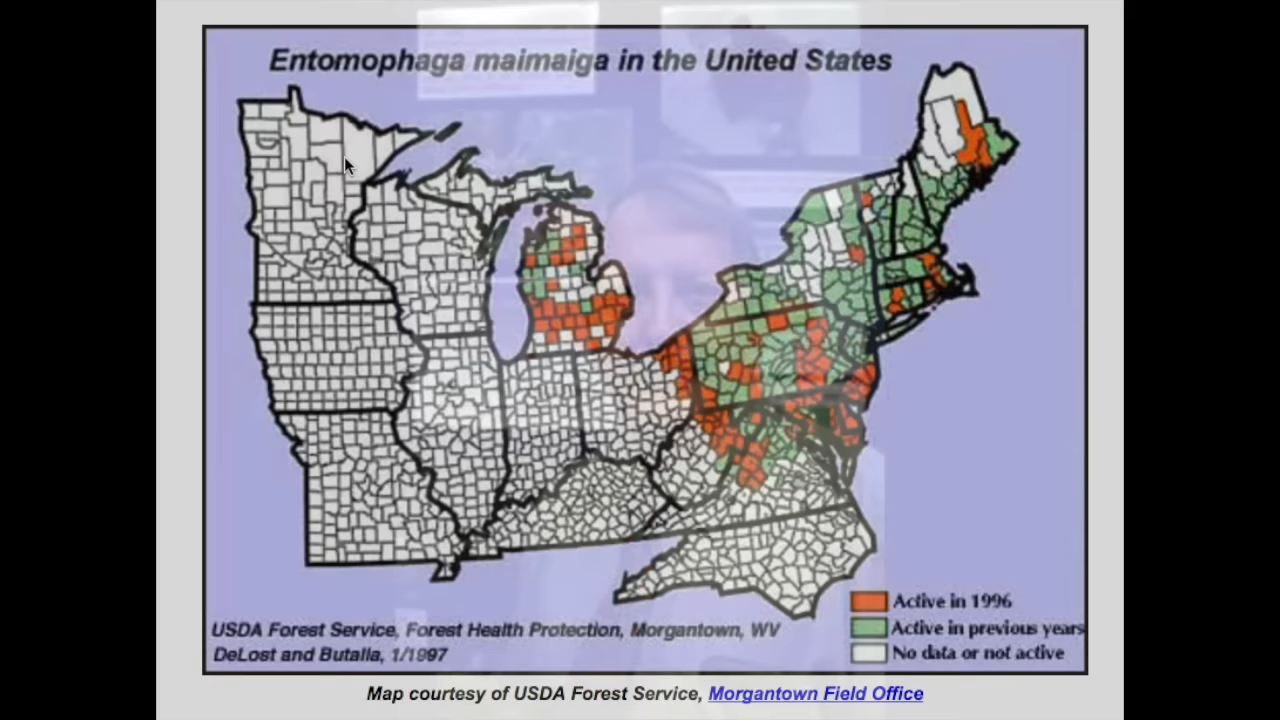 Entomophaga maimaiga in the United States
Active in 1996
Active in previous years
No data or not active
USDA Forest Service, Forest Health Protection, Morgantown, WV
DeLost and Butalla, 1/1997
Map courtesy of USDA Forest Service, Morgantown Field Office